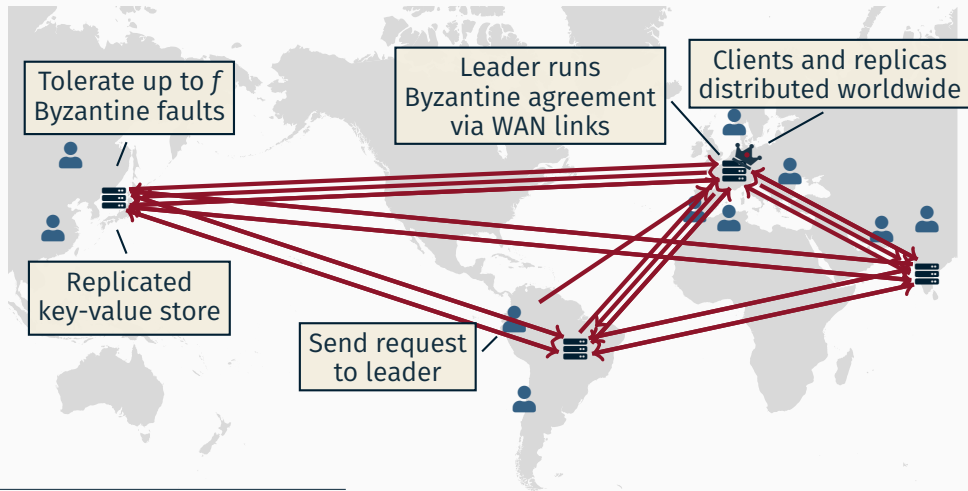 Tolerate up to f
Byzantine faults
Leader runs
Byzantine agreement
via WAN links
Clients and replicas
distributed worldwide
Replicated
key-value store
Send request
to leader